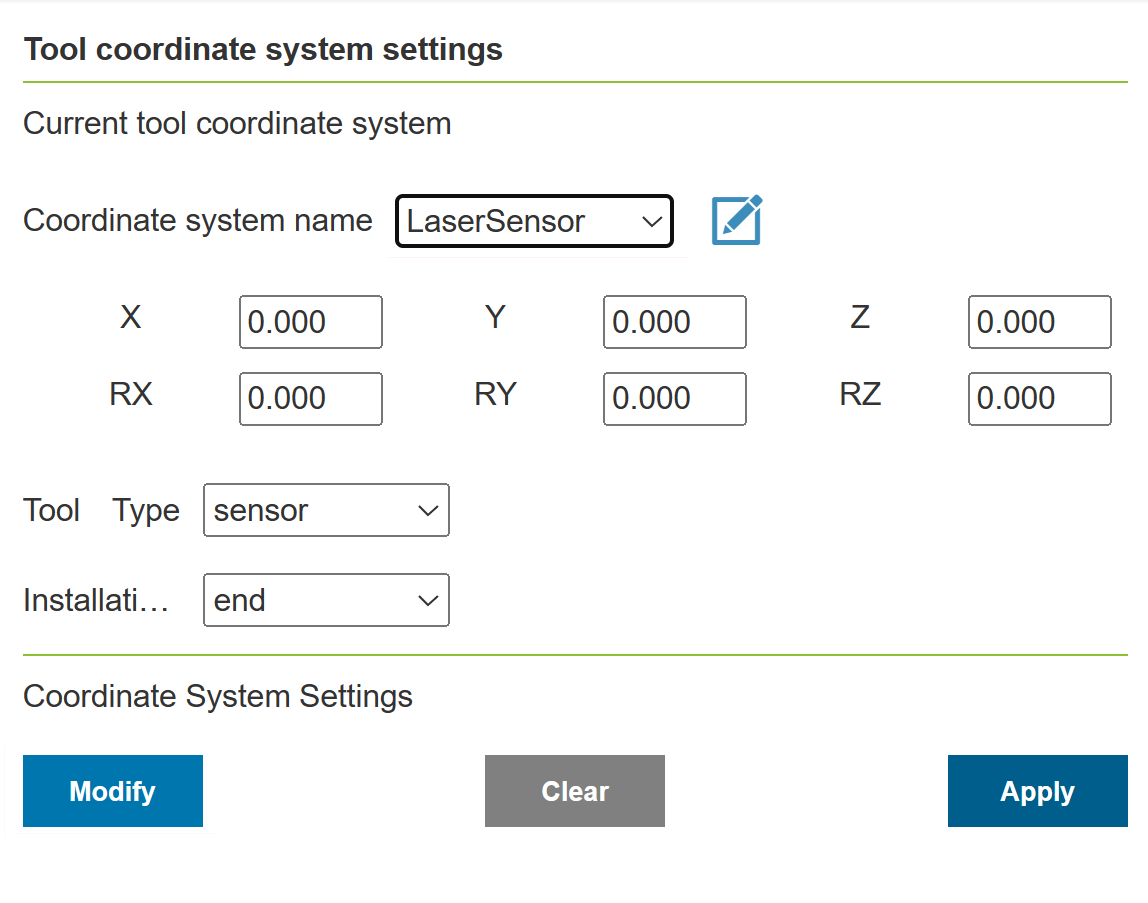 Tool coordinate system settings
Current tool coordinate system
Coordinate system name LaserSensor
X 0.000 Y 0.000 Z 0.000
RX 0.000 RY 0.000 RZ 0.000
Tool Type sensor
Installati… end
Coordinate System Settings
Modify Clear Apply